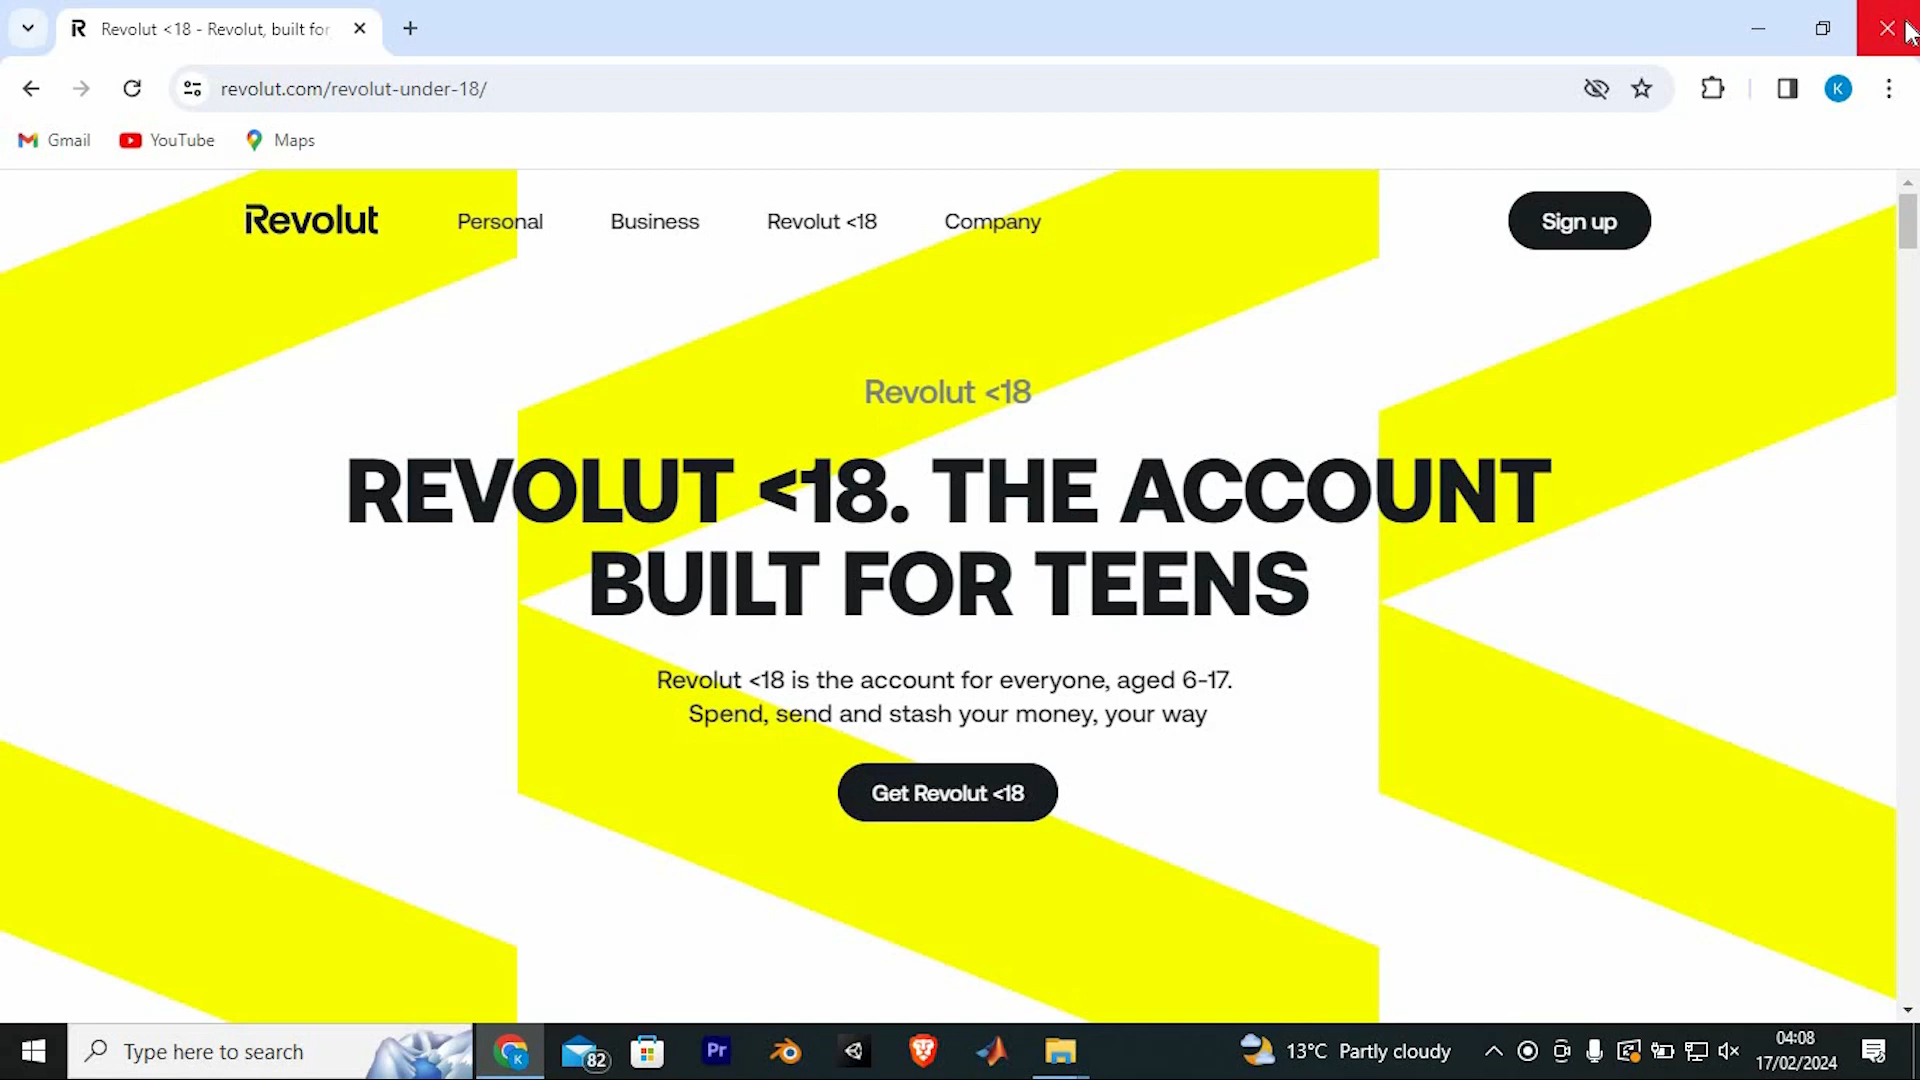 Revolut <18 - Revolut, built for
revolut.com/revolut-under-18/
K
Gmail
YouTube
Maps
Revolut
Personal
Business
Revolut <18
Company
Sign up
Revolut <18
REVOLUT <18. THE ACCOUNT
BUILT FOR TEENS
Revolut <18 is the account for everyone, aged 6-17.
Spend, send and stash your money, your way
Get Revolut <18
Type here to search
K
82
Pr
13°C Partly cloudy
04:08
17/02/2024